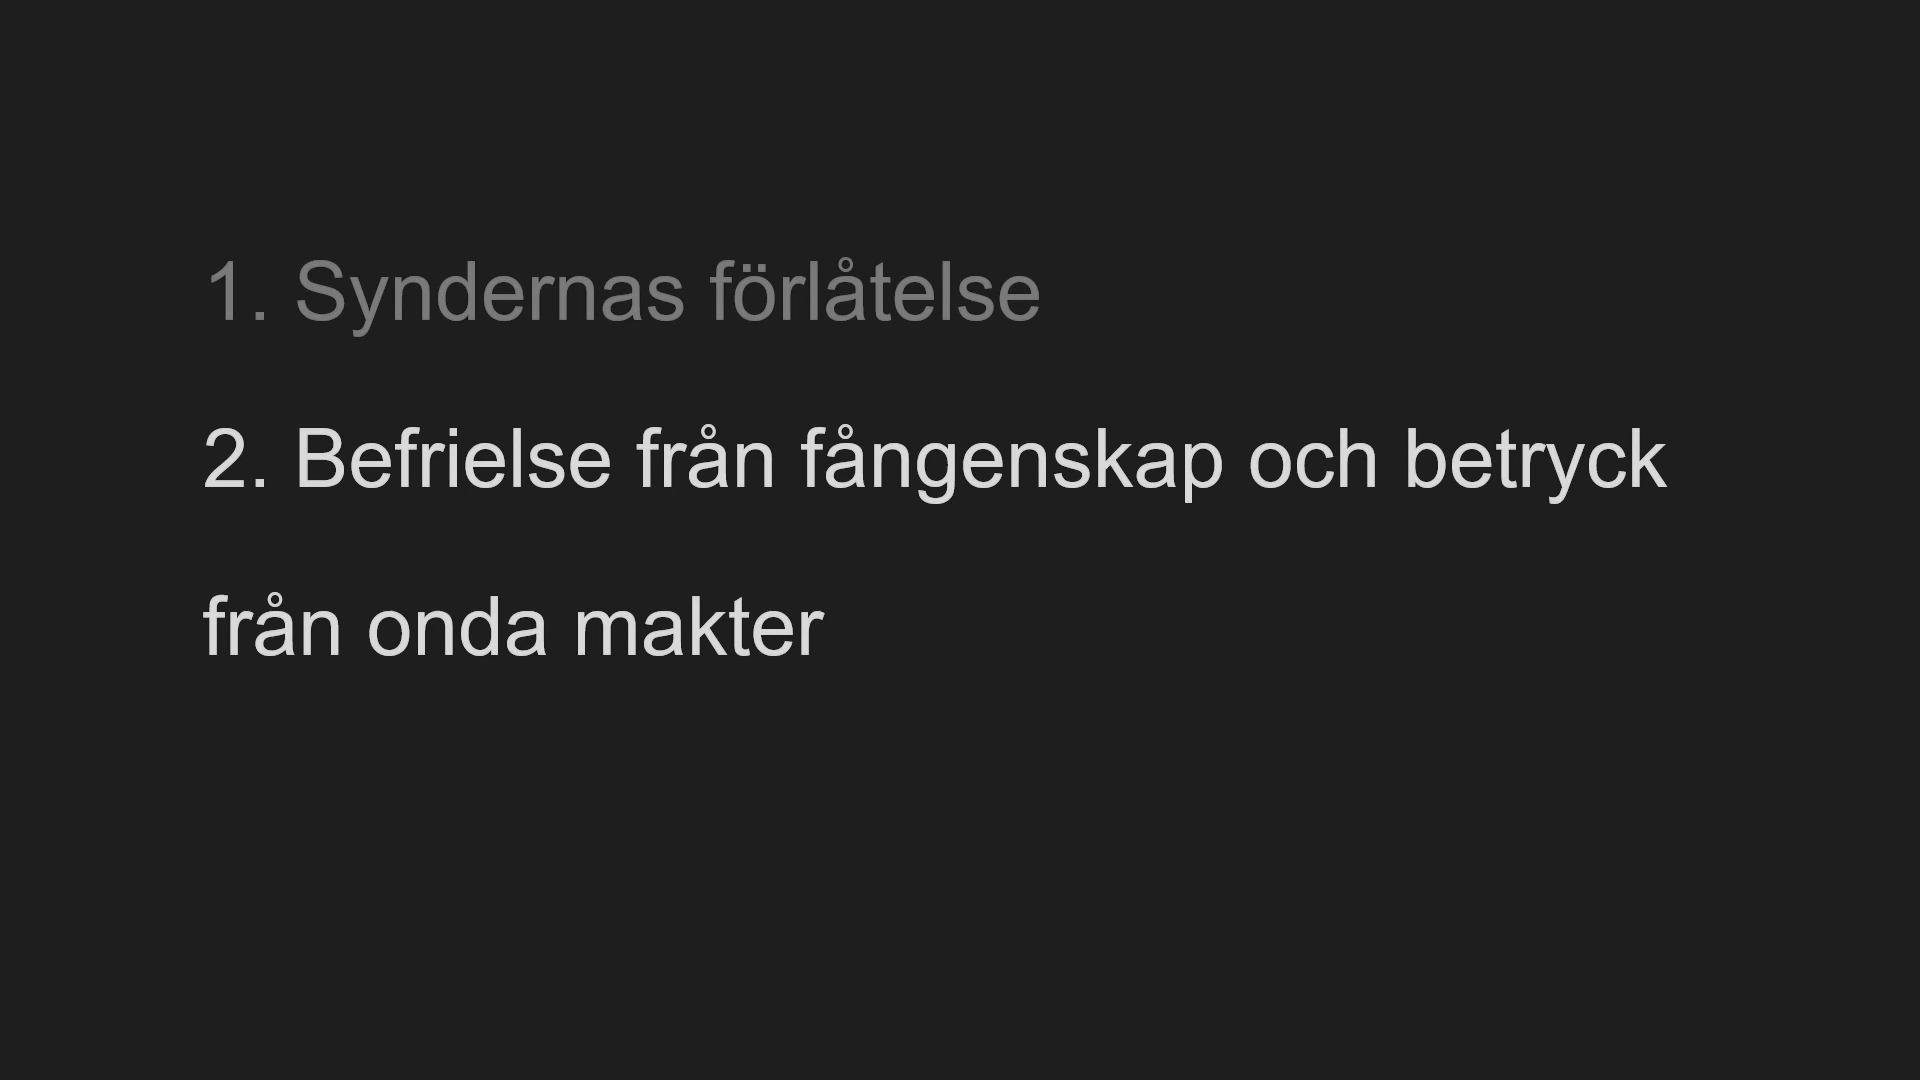 1. Syndernas förlåtelse
2. Befrielse från fångenskap och betryck
från onda makter